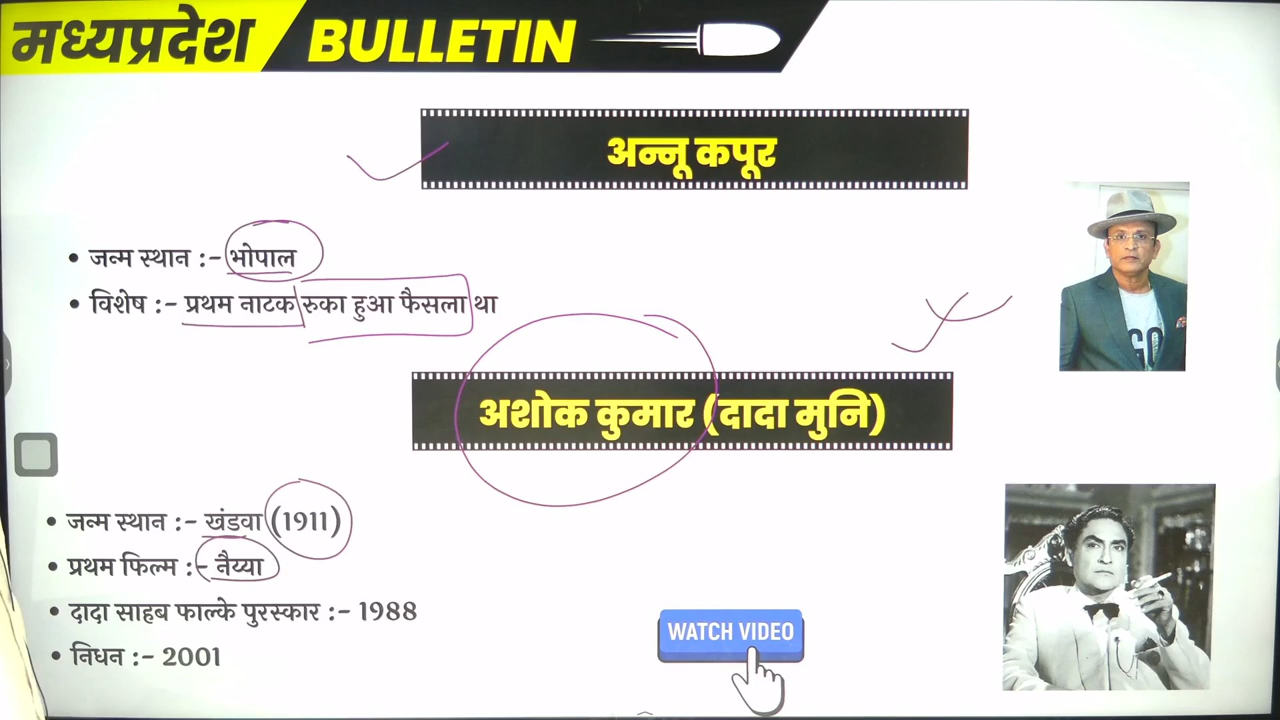 मध्यप्रदेश BULLETIN
अन्नू कपूर
• जन्म स्थान :- भोपाल
• विशेष :- प्रथम नाटक रुका हुआ फैसला था
GO
अशोक कुमार (दादा मुनि)
• जन्म स्थान :- खंडवा (1911)
• प्रथम फिल्म :- नैय्या
• दादा साहब फाल्के पुरस्कार :- 1988
• निधन :- 2001
WATCH VIDEO